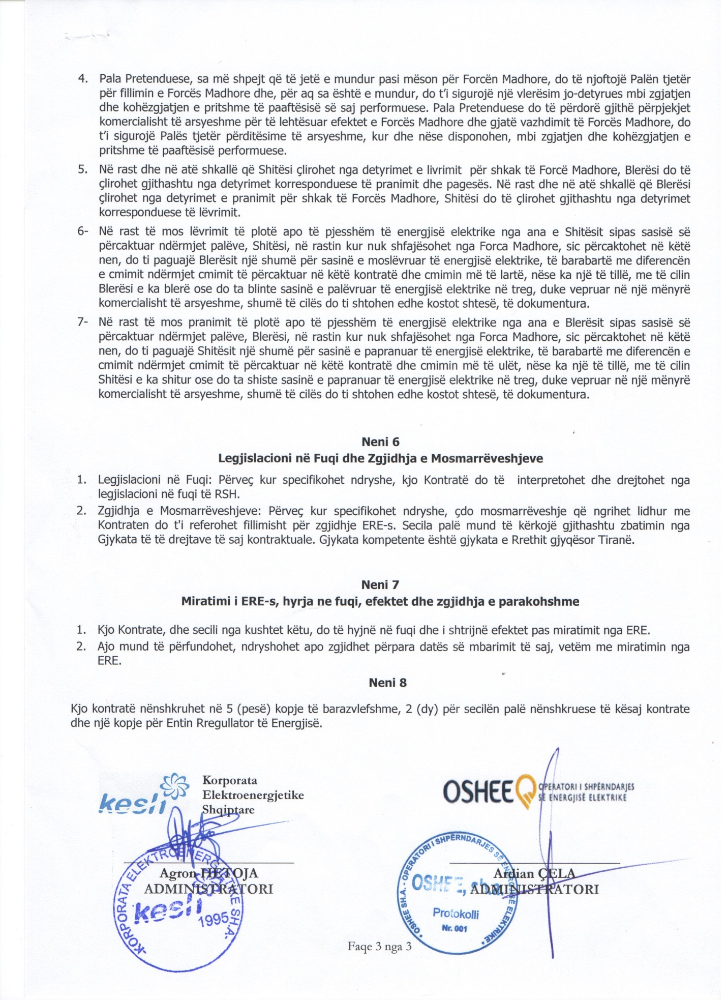 4. Pala Pretenduese, sa më shpejt që të jetë e mundur pasi mëson për Forcën Madhore, do të njoftojë Palën tjetër
për fillimin e Forcës Madhore dhe, për aq sa është e mundur, do t'i sigurojë një vlerësim jo-detyrues mbi zgjatjen
dhe kohëzgjatjen e pritshme të paaftësisë së saj performuese. Pala Pretenduese do të përdorë gjithë përpjekjet
komercialisht të arsyeshme për të lehtësuar efektet e Forcës Madhore dhe gjatë vazhdimit të Forcës Madhore, do
t'i sigurojë Palës tjetër përditësime të arsyeshme, kur dhe nëse disponohen, mbi zgjatjen dhe kohëzgjatjen e
pritshme të paaftësisë performuese.
5. Në rast dhe në atë shkallë që Shitësi çlirohet nga detyrimet e livrimit për shkak të Forcë Madhore, Blerësi do të
çlirohet gjithashtu nga detyrimet korresponduese të pranimit dhe pagesës. Në rast dhe në atë shkallë që Blerësi
çlirohet nga detyrimet e pranimit për shkak të Forcës Madhore, Shitësi do të çlirohet gjithashtu nga detyrimet
korresponduese të lëvrimit.
6- Në rast të mos lëvrimit të plotë apo të pjesshëm të energjisë elektrike nga ana e Shitësit sipas sasisë së
përcaktuar ndërmjet palëve, Shitësi, në rastin kur nuk shfajësohet nga Forca Madhore, sic përcaktohet në këtë
nen, do ti paguajë Blerësit një shumë për sasinë e moslëvruar të energjisë elektrike, të barabartë me diferencën
e cmimit ndërmjet cmimit të përcaktuar në këtë kontratë dhe cmimin më të lartë, nëse ka një të tillë, me të cilin
Blerësi e ka blerë ose do ta blinte sasinë e palëvruar të energjisë elektrike në treg, duke vepruar në një mënyrë
komercialisht të arsyeshme, shumë të cilës do ti shtohen edhe kostot shtesë, të dokumentura.
7- Në rast të mos pranimit të plotë apo të pjesshëm të energjisë elektrike nga ana e Blerësit sipas sasisë së
përcaktuar ndërmjet palëve, Blerësi, në rastin kur nuk shfajësohet nga Forca Madhore, sic përcaktohet në këtë
nen, do ti paguajë Shitësit një shumë për sasinë e papranuar të energjisë elektrike, të barabartë me diferencën e
cmimit ndërmjet cmimit të përcaktuar në këtë kontratë dhe cmimin më të ulët, nëse ka një të tillë, me të cilin
Shitësi e ka shitur ose do ta shiste sasinë e papranuar të energjisë elektrike në treg, duke vepruar në një mënyrë
komercialisht të arsyeshme, shumë të cilës do ti shtohen edhe kostot shtesë, të dokumentura.
Neni 6
Legjislacioni në Fuqi dhe Zgjidhja e Mosmarrëveshjeve
1. Legjislacioni në Fuqi: Përveç kur specifikohet ndryshe, kjo Kontratë do të interpretohet dhe drejtohet nga
legjislacioni në fuqi të RSH.
2. Zgjidhja e Mosmarrëveshjeve: Përveç kur specifikohet ndryshe, çdo mosmarrëveshje që ngrihet lidhur me
Kontraten do t'i referohet fillimisht për zgjidhje ERE-s. Secila palë mund të kërkojë gjithashtu zbatimin nga
Gjykata të të drejtave të saj kontraktuale. Gjykata kompetente është gjykata e Rrethit gjyqësor Tiranë.
Neni 7
Miratimi i ERE-s, hyrja ne fuqi, efektet dhe zgjidhja e parakohshme
1. Kjo Kontrate, dhe secili nga kushtet këtu, do të hyjnë në fuqi dhe i shtrijnë efektet pas miratimit nga ERE.
2. Ajo mund të përfundohet, ndryshohet apo zgjidhet përpara datës së mbarimit të saj, vetëm me miratimin nga
ERE.
Neni 8
Kjo kontratë nënshkruhet në 5 (pesë) kopje të barazvlefshme, 2 (dy) për secilën palë nënshkruese të kësaj kontrate
dhe një kopje për Entin Rregullator të Energjisë.
kesh
Korporata
Elektroenergjetike
Shqiptare
Agron HETOJA
ADMINISTRATORI
-KORPORATA ELEKTROENERGJETIKE SH.A.-
kesh
1995
OSHEE
OPERATORI I SHPËRNDARJES
SË ENERGJISË ELEKTRIKE
Ardian ÇELA
ADMINISTRATORI
• OSHEE SH.A. - OPERATORI I SHPËRNDARJES SË ENERGJISË ELEKTRIKE •
OSHEE, sh.a.
Protokolli
Nr. 001
Faqe 3 nga 3